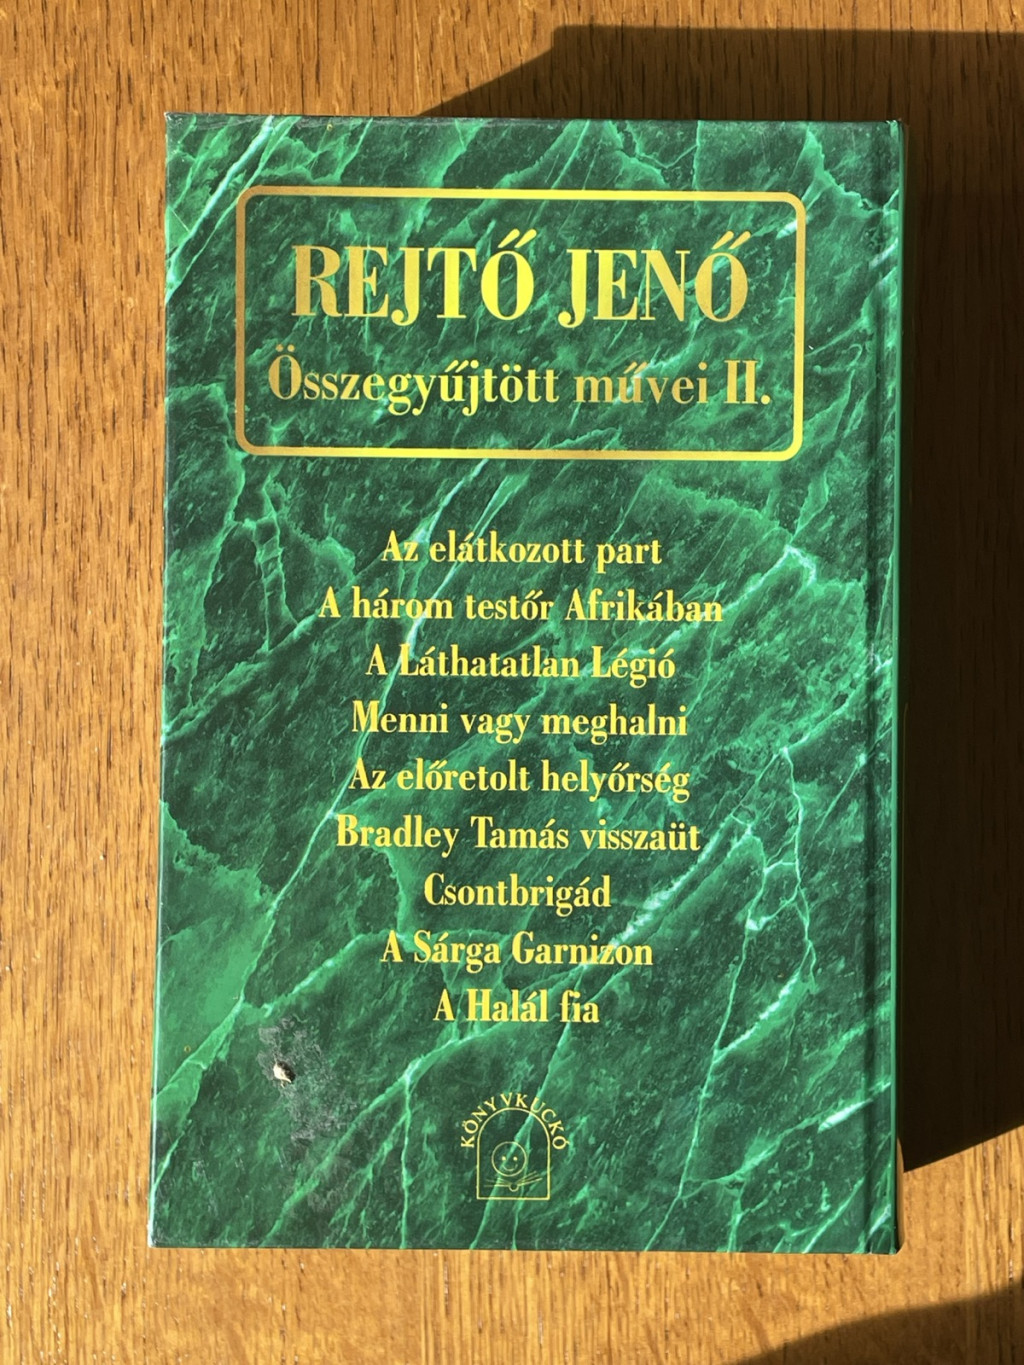 REJTŐ JENŐ
Összegyűjtött művei II.
Az elátkozott part
A három testőr Afrikában
A Láthatatlan Légió
Menni vagy meghalni
Az előretolt helyőrség
Bradley Tamás visszaüt
Csontbrigád
A Sárga Garnizon
A Halál fia
KÖNYVKUCKÓ